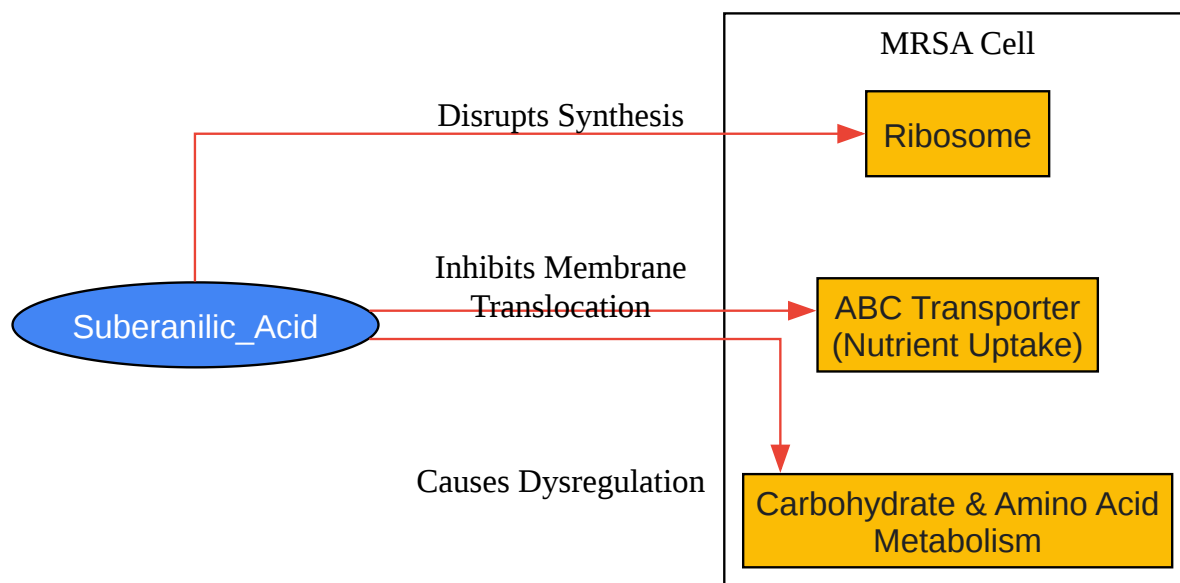 MRSA Cell
Disrupts Synthesis
Ribosome
Inhibits Membrane
Translocation
Suberanilic_Acid
ABC Transporter
(Nutrient Uptake)
Causes Dysregulation
Carbohydrate & Amino Acid
Metabolism